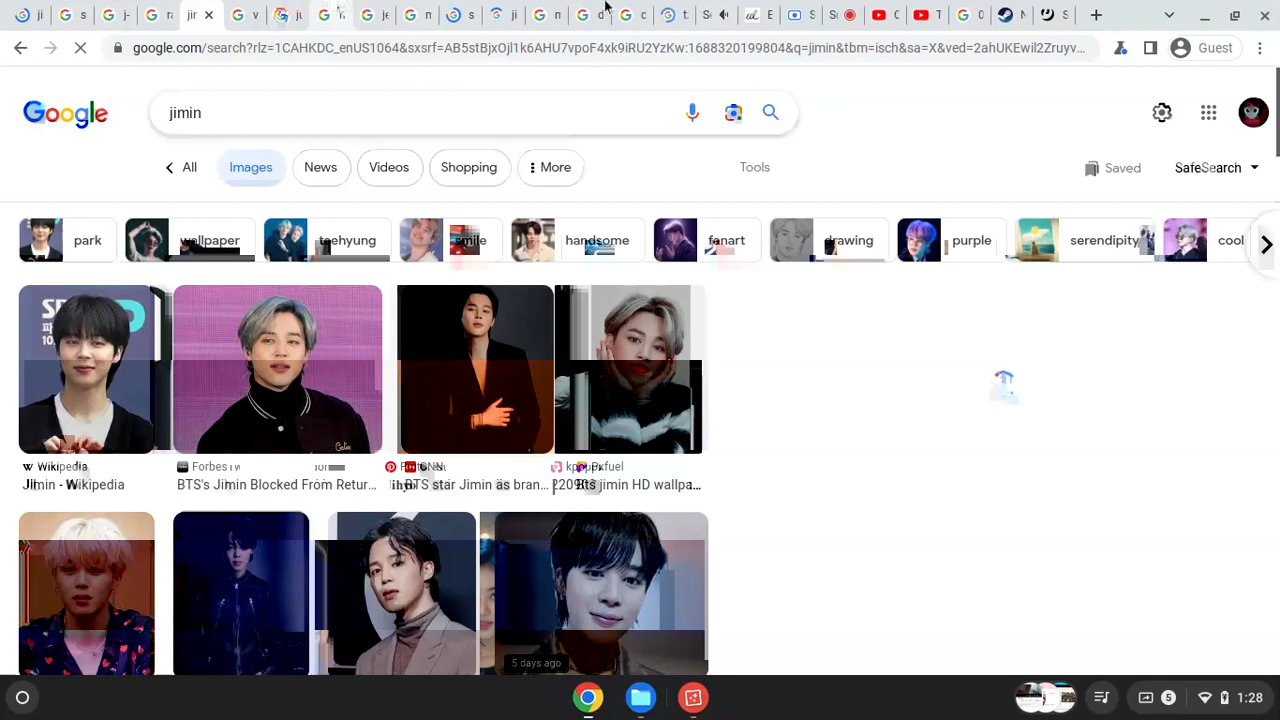 google.com/search?rlz=1CAHKDC_enUS1064&sxsrf=AB5stBjxOjl1k6AHU7vpoF4xk9iRU2YzKw:1688320199804&q=jimin&tbm=isch&sa=X&ved=2ahUKEwil2Zruyv...
Guest
Google
jimin
All
Images
News
Videos
Shopping
More
Tools
Saved
SafeSearch
park
wallpaper
taehyung
smile
handsome
fanart
drawing
purple
serendipity
cool
Wikipedia
Forbes
CNN
Jimin - Wikipedia
BTS's Jimin Blocked From Retur...
BTS star Jimin as bran...
Bts jimin HD wallpa...
5 days ago
5
1:28